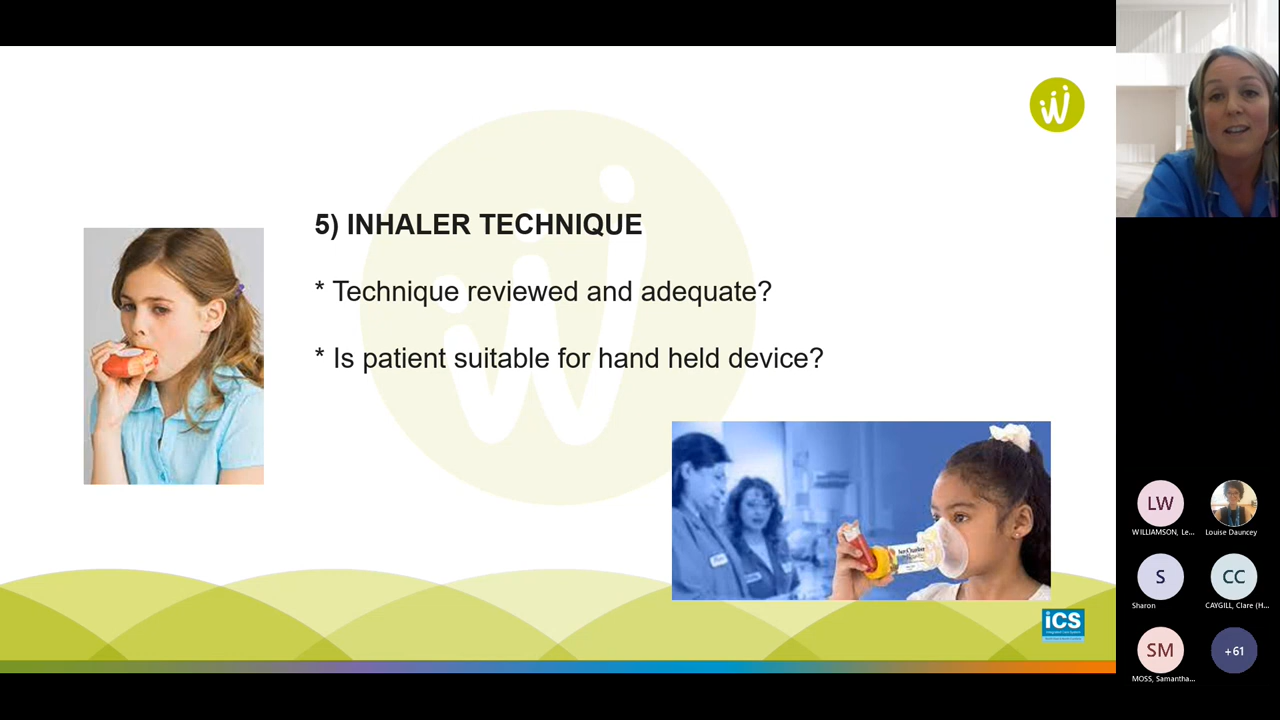 5) INHALER TECHNIQUE
* Technique reviewed and adequate?
* Is patient suitable for hand held device?
iCS
LW
WILLIAMSON, Le...
Louise Dauncey
S
CC
Sharon
CAYGILL, Clare (H...
SM
+61
MOSS, Samantha...